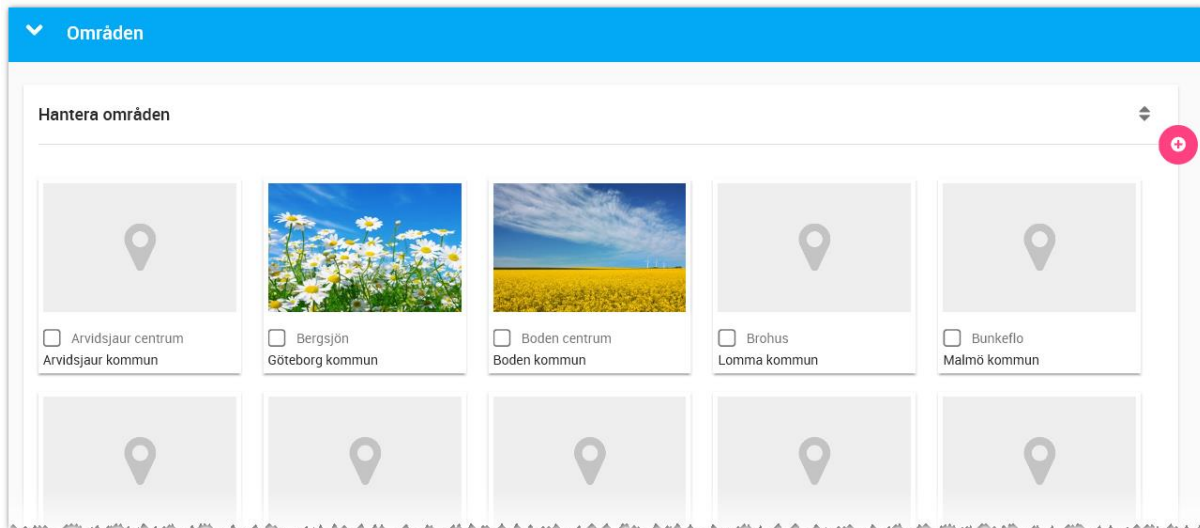 Områden
Hantera områden
Arvidsjaur centrum
Arvidsjaur kommun
Bergsjön
Göteborg kommun
Boden centrum
Boden kommun
Brohus
Lomma kommun
Bunkeflo
Malmö kommun